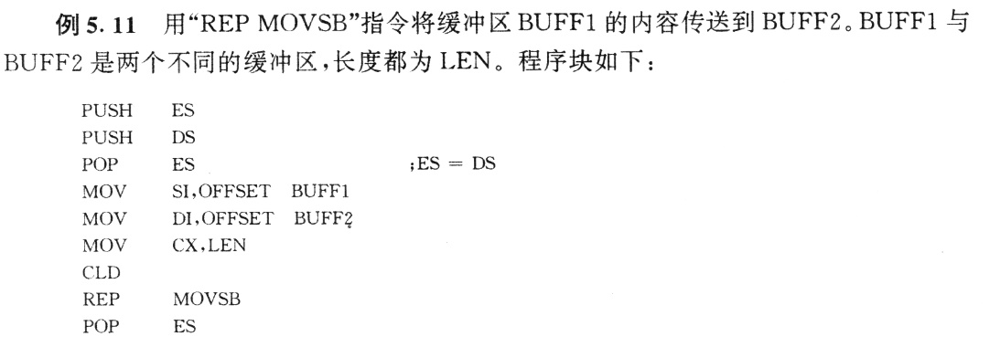 例 5.11 用“REP MOVSB”指令将缓冲区 BUFF1 的内容传送到 BUFF2。BUFF1 与
BUFF2 是两个不同的缓冲区,长度都为 LEN。程序块如下:
PUSH ES
PUSH DS
POP ES ;ES = DS
MOV SI,OFFSET BUFF1
MOV DI,OFFSET BUFF2
MOV CX,LEN
CLD
REP MOVSB
POP ES